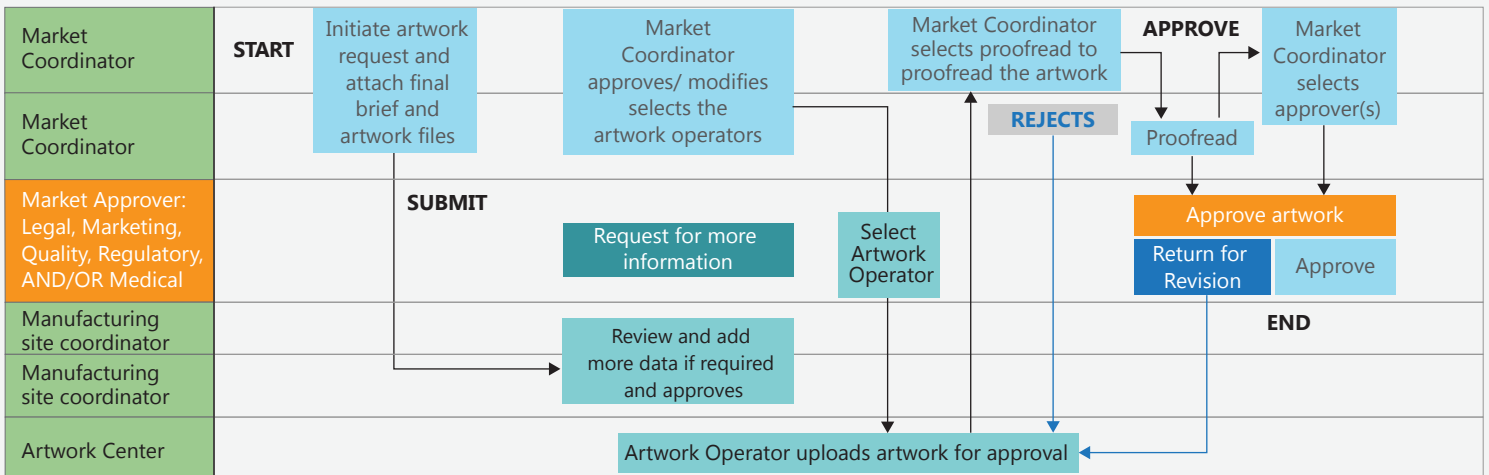 Market
Coordinator
START
Initiate artwork
request and
attach final
brief and
artwork files
Market
Coordinator
approves/ modifies
selects the
artwork operators
Market Coordinator
selects proofread to
proofread the artwork
APPROVE
Market
Coordinator
selects
approver(s)
Market
Coordinator
REJECTS
Proofread
Market Approver:
Legal, Marketing,
Quality, Regulatory,
AND/OR Medical
SUBMIT
Request for more
information
Select
Artwork
Operator
Approve artwork
Return for
Revision
Approve
Manufacturing
site coordinator
END
Manufacturing
site coordinator
Review and add
more data if required
and approves
Artwork Center
Artwork Operator uploads artwork for approval